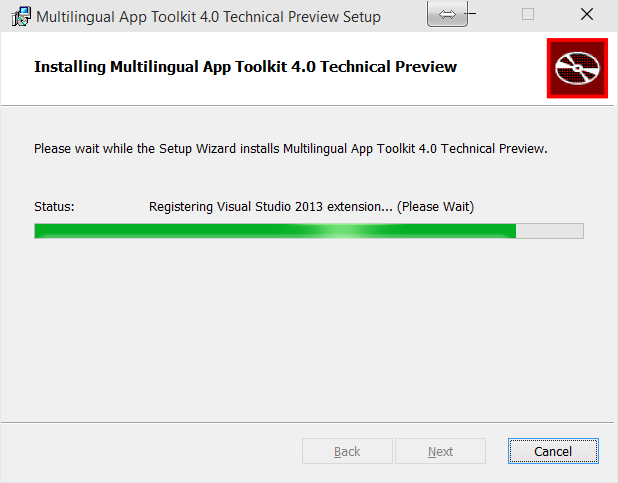 Multilingual App Toolkit 4.0 Technical Preview Setup
Installing Multilingual App Toolkit 4.0 Technical Preview
Please wait while the Setup Wizard installs Multilingual App Toolkit 4.0 Technical Preview.
Status: Registering Visual Studio 2013 extension... (Please Wait)
Back Next Cancel